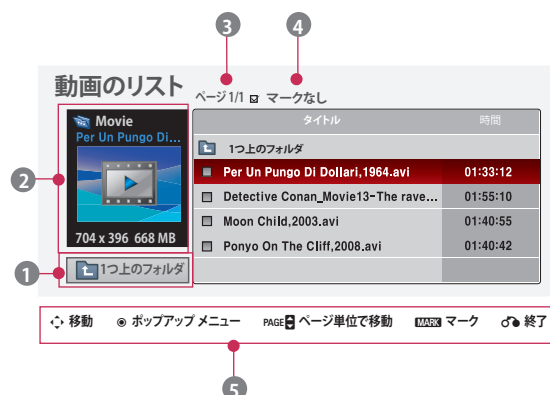 3
4
動画のリスト
ページ 1/1 マークなし
タイトル 時間
Movie
Per Un Pungo Di...
1つ上のフォルダ
Per Un Pungo Di Dollari,1964.avi 01:33:12
2
Detective Conan_Movie13-The rave... 01:55:10
Moon Child,2003.avi 01:40:55
704 x 396 668 MB
Ponyo On The Cliff,2008.avi 01:40:42
1
1つ上のフォルダ
移動 ポップアップ メニュー PAGE ページ単位で移動 MARK マーク 終了
5